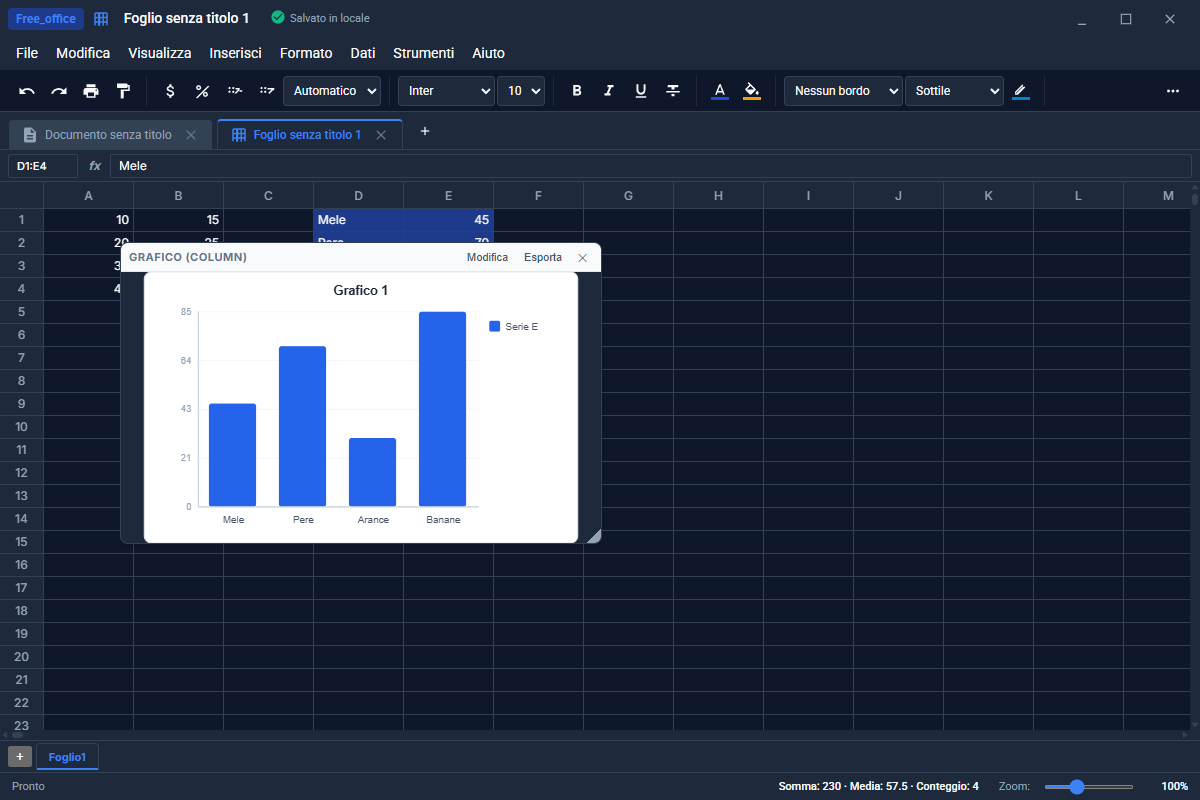 Free_office Foglio senza titolo 1 Salvato in locale
File Modifica Visualizza Inserisci Formato Dati Strumenti Aiuto
$ % Automatico Inter 10 B I U A Nessun bordo Sottile
Documento senza titolo Foglio senza titolo 1 +
D1:E4 fx Mele
A B C D E F G H I J K L M
1 10 15 Mele 45
2
3
4
GRAFICO (COLUMN) Modifica Esporta
Grafico 1
85
64
43
21
0
Serie E
Mele Pere Arance Banane
5
6
7
8
9
10
11
12
13
14
15
16
17
18
19
20
21
22
23
+ Foglio1
Pronto Somma: 230 · Media: 57.5 · Conteggio: 4 Zoom: 100%